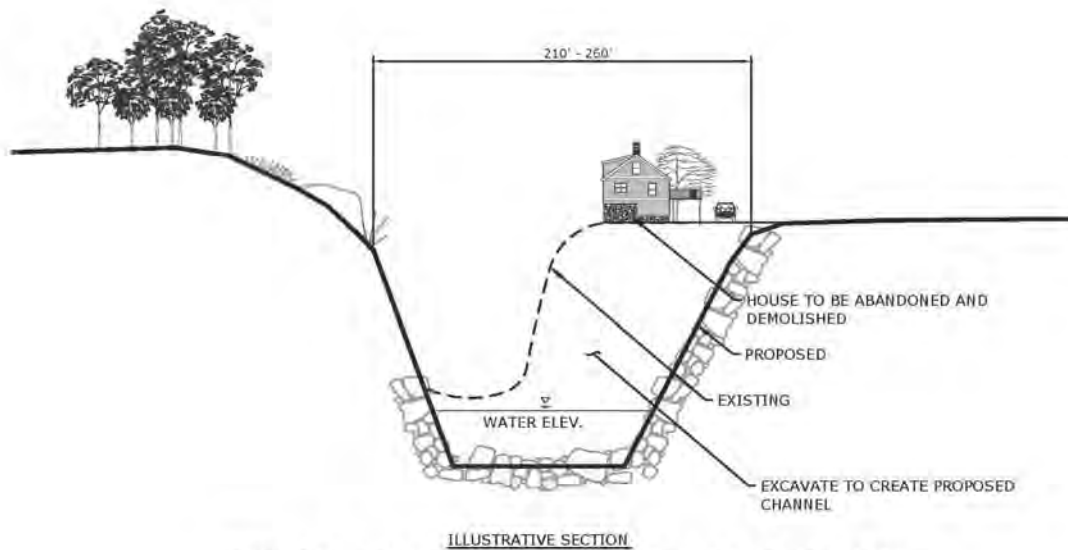 210' - 260'
HOUSE TO BE ABANDONED AND
DEMOLISHED
PROPOSED
EXISTING
WATER ELEV.
EXCAVATE TO CREATE PROPOSED
CHANNEL
ILLUSTRATIVE SECTION